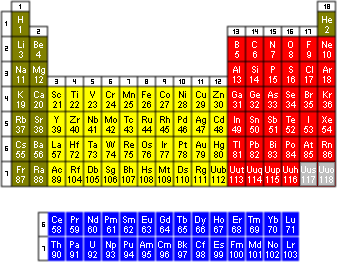 1 18
1 H He
1 2
2 13 14 15 16 17
2 Li Be B C N O F Ne
3 4 5 6 7 8 9 10
3 Na Mg Al Si P S Cl Ar
11 12 3 4 5 6 7 8 9 10 11 12 13 14 15 16 17 18
4 K Ca Sc Ti V Cr Mn Fe Co Ni Cu Zn Ga Ge As Se Br Kr
19 20 21 22 23 24 25 26 27 28 29 30 31 32 33 34 35 36
5 Rb Sr Y Zr Nb Mo Tc Ru Rh Pd Ag Cd In Sn Sb Te I Xe
37 38 39 40 41 42 43 44 45 46 47 48 49 50 51 52 53 54
6 Cs Ba La Hf Ta W Re Os Ir Pt Au Hg Tl Pb Bi Po At Rn
55 56 57 72 73 74 75 76 77 78 79 80 81 82 83 84 85 86
7 Fr Ra Ac Rf Db Sg Bh Hs Mt Ds Rg Uub Uut Uuq Uup Uuh Uus Uuo
87 88 89 104 105 106 107 108 109 110 111 112 113 114 115 116 117 118
6 Ce Pr Nd Pm Sm Eu Gd Tb Dy Ho Er Tm Yb Lu
58 59 60 61 62 63 64 65 66 67 68 69 70 71
7 Th Pa U Np Pu Am Cm Bk Cf Es Fm Md No Lr
90 91 92 93 94 95 96 97 98 99 100 101 102 103